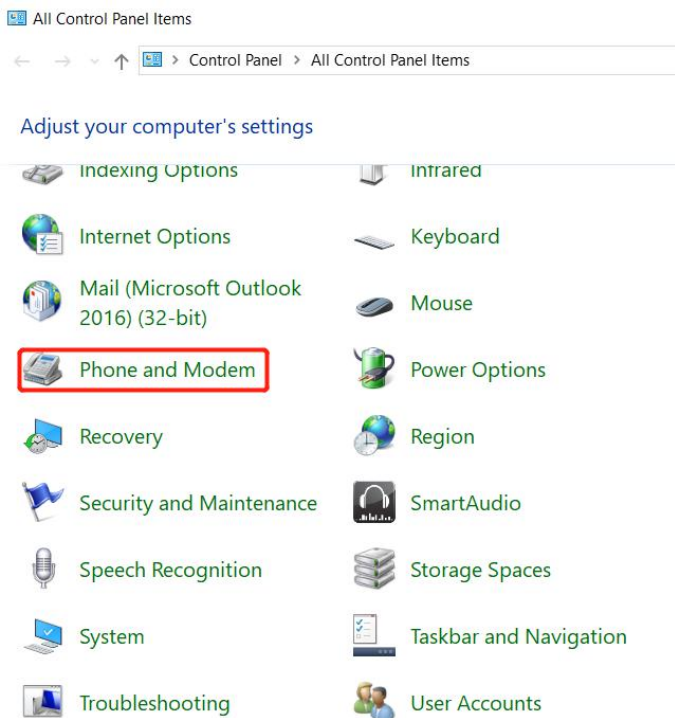 All Control Panel Items
Control Panel > All Control Panel Items
Adjust your computer's settings
Indexing Options
Infrared
Internet Options
Keyboard
Mail (Microsoft Outlook
2016) (32-bit)
Mouse
Phone and Modem
Power Options
Recovery
Region
Security and Maintenance
SmartAudio
Speech Recognition
Storage Spaces
System
Taskbar and Navigation
Troubleshooting
User Accounts